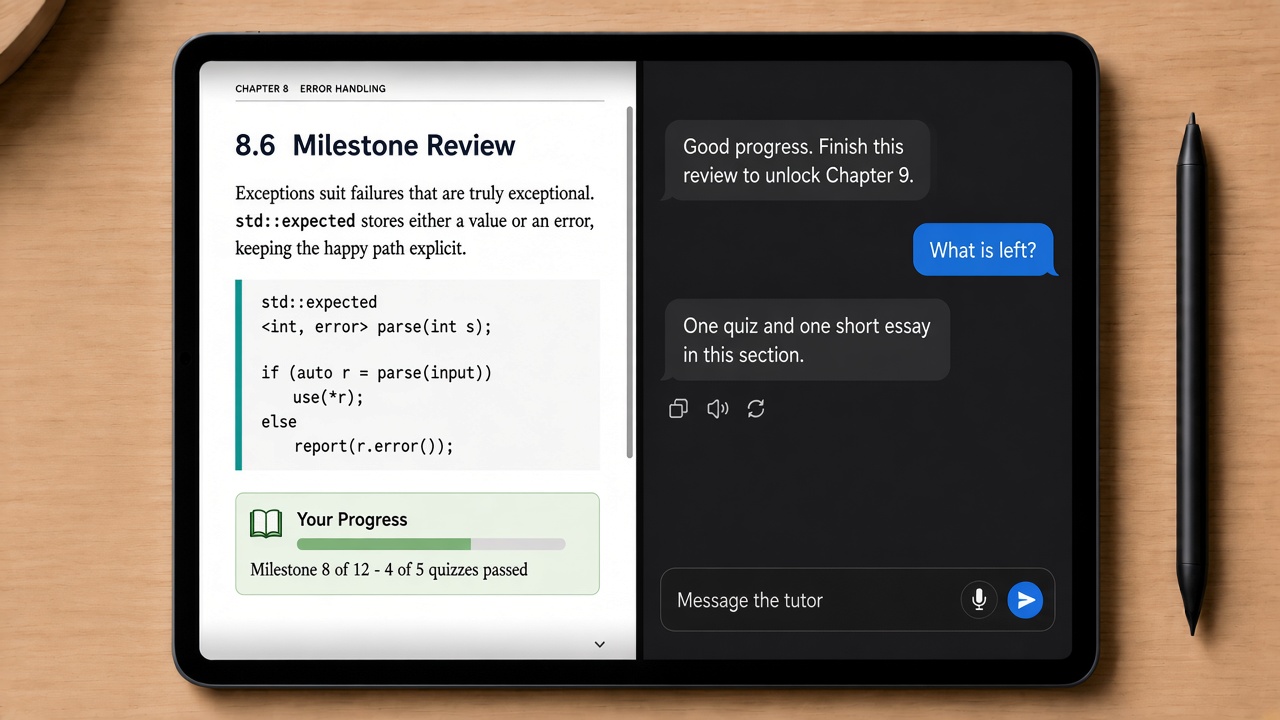 CHAPTER 8 ERROR HANDLING
8.6 Milestone Review
Exceptions suit failures that are truly exceptional.
std::expected stores either a value or an error,
keeping the happy path explicit.
std::expected
<int, error> parse(int s);
if (auto r = parse(input))
use(*r);
else
report(r.error());
Your Progress
Milestone 8 of 12 - 4 of 5 quizzes passed
Good progress. Finish this
review to unlock Chapter 9.
What is left?
One quiz and one short essay
in this section.
Message the tutor